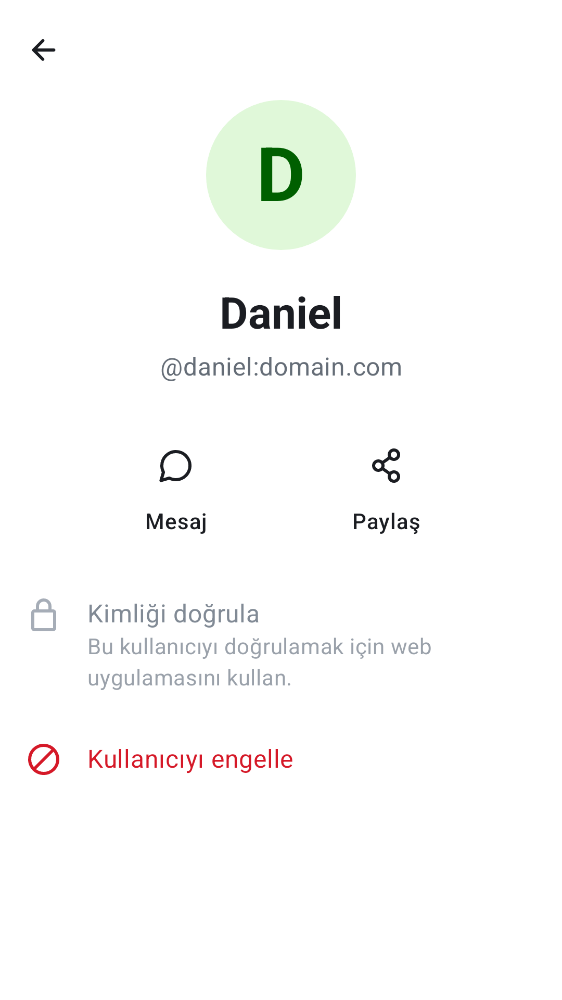 D
Daniel
@daniel:domain.com
Mesaj
Paylaş
Kimliği doğrula
Bu kullanıcıyı doğrulamak için web
uygulamasını kullan.
Kullanıcıyı engelle